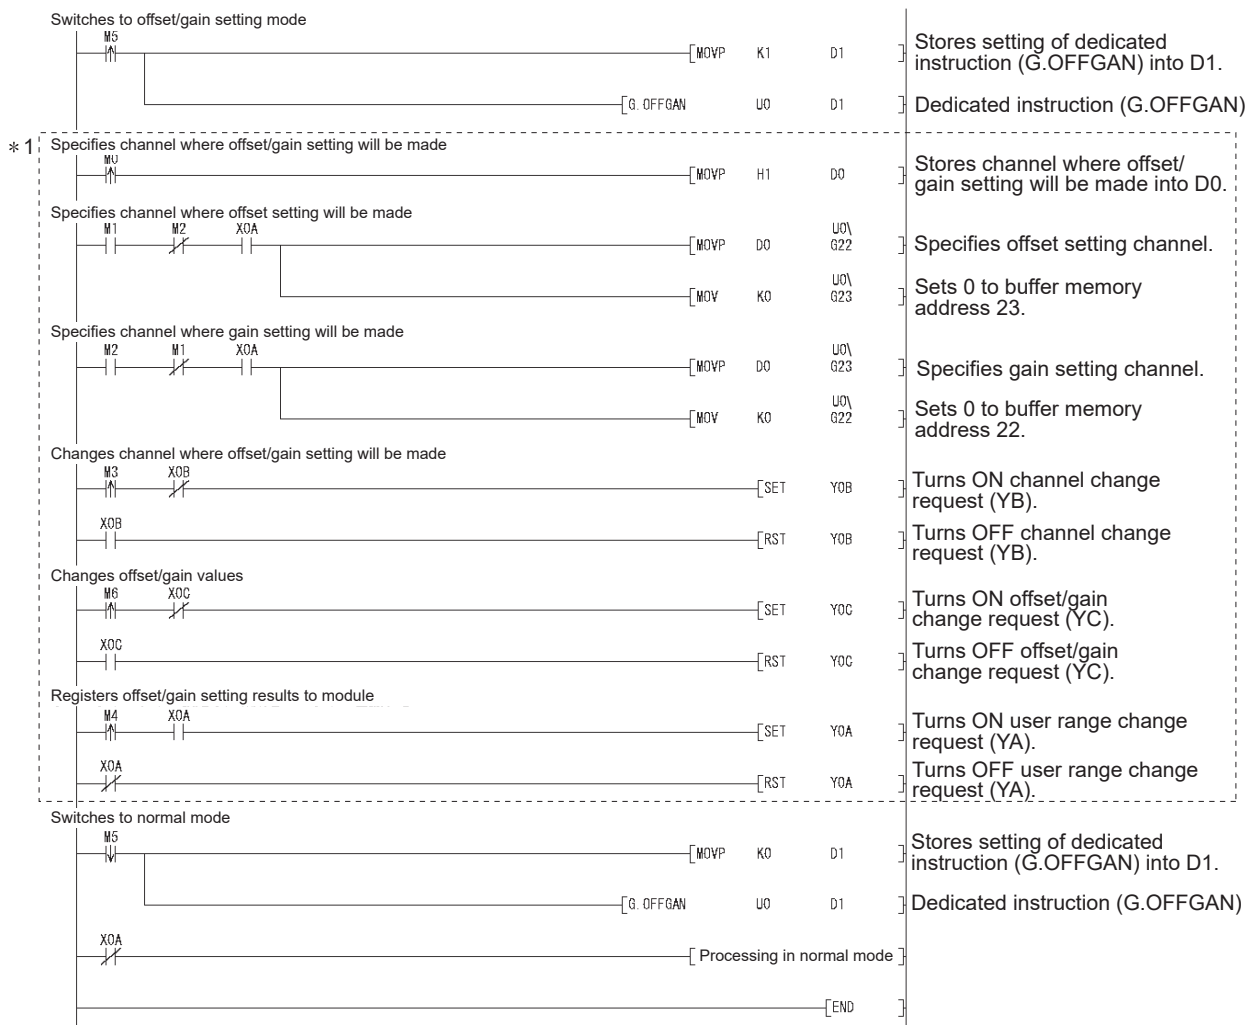 Switches to offset/gain setting mode
M5
MOVP K1 D1
Stores setting of dedicated
instruction (G.OFFGAN) into D1.
G.OFFGAN U0 D1
Dedicated instruction (G.OFFGAN)
*1
Specifies channel where offset/gain setting will be made
M0
MOVP H1 D0
Stores channel where offset/
gain setting will be made into D0.
Specifies channel where offset setting will be made
M1 M2 X0A
U0\
MOVP D0 G22
Specifies offset setting channel.
U0\
MOV K0 G23
Sets 0 to buffer memory
address 23.
Specifies channel where gain setting will be made
M2 M1 X0A
U0\
MOVP D0 G23
Specifies gain setting channel.
U0\
MOV K0 G22
Sets 0 to buffer memory
address 22.
Changes channel where offset/gain setting will be made
M3 X0B
SET Y0B
Turns ON channel change
request (YB).
X0B
RST Y0B
Turns OFF channel change
request (YB).
Changes offset/gain values
M6 X0C
SET Y0C
Turns ON offset/gain
change request (YC).
X0C
RST Y0C
Turns OFF offset/gain
change request (YC).
Registers offset/gain setting results to module
M4 X0A
SET Y0A
Turns ON user range change
request (YA).
X0A
RST Y0A
Turns OFF user range change
request (YA).
Switches to normal mode
M5
MOVP K0 D1
Stores setting of dedicated
instruction (G.OFFGAN) into D1.
G.OFFGAN U0 D1
Dedicated instruction (G.OFFGAN)
X0A
Processing in normal mode
END